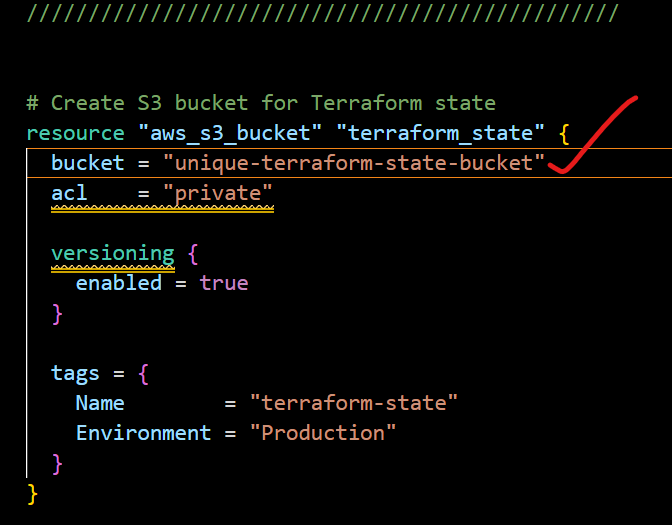 ////////////////////////////////////////////////
# Create S3 bucket for Terraform state
resource "aws_s3_bucket" "terraform_state" {
  bucket = "unique-terraform-state-bucket"
  acl    = "private"
  versioning {
    enabled = true
  }
  tags = {
    Name        = "terraform-state"
    Environment = "Production"
  }
}